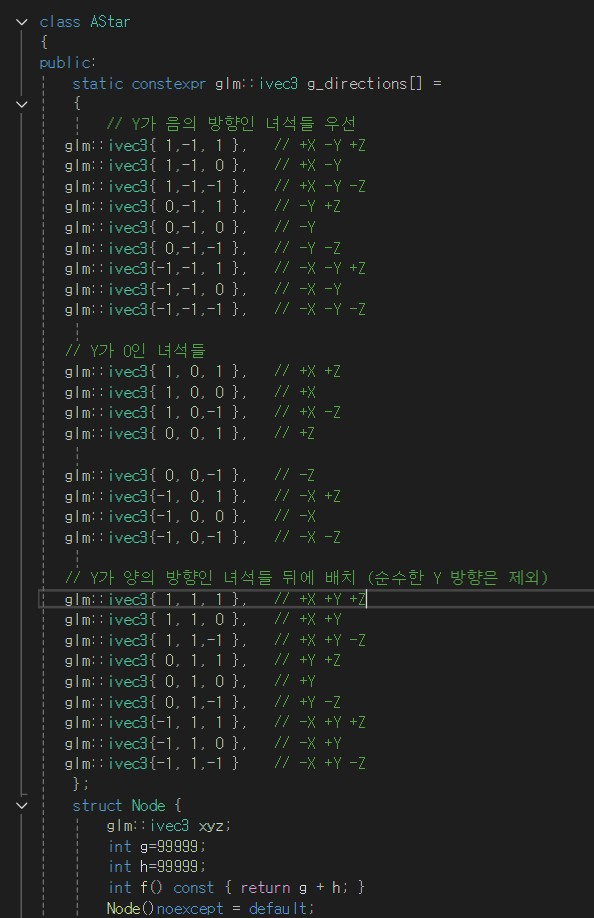 class AStar
{
public:
    static constexpr glm::ivec3 g_directions[] =
    {
        // Y가 음의 방향인 녀석들 우선
    glm::ivec3{ 1,-1, 1 },   // +X -Y +Z
    glm::ivec3{ 1,-1, 0 },   // +X -Y
    glm::ivec3{ 1,-1,-1 },   // +X -Y -Z
    glm::ivec3{ 0,-1, 1 },   // -Y +Z
    glm::ivec3{ 0,-1, 0 },   // -Y
    glm::ivec3{ 0,-1,-1 },   // -Y -Z
    glm::ivec3{-1,-1, 1 },   // -X -Y +Z
    glm::ivec3{-1,-1, 0 },   // -X -Y
    glm::ivec3{-1,-1,-1 },   // -X -Y -Z
    // Y가 0인 녀석들
    glm::ivec3{ 1, 0, 1 },   // +X +Z
    glm::ivec3{ 1, 0, 0 },   // +X
    glm::ivec3{ 1, 0,-1 },   // +X -Z
    glm::ivec3{ 0, 0, 1 },   // +Z
    glm::ivec3{ 0, 0,-1 },   // -Z
    glm::ivec3{-1, 0, 1 },   // -X +Z
    glm::ivec3{-1, 0, 0 },   // -X
    glm::ivec3{-1, 0,-1 },   // -X -Z
    // Y가 양의 방향인 녀석들 뒤에 배치 (순수한 Y 방향은 제외)
    glm::ivec3{ 1, 1, 1 },   // +X +Y +Z
    glm::ivec3{ 1, 1, 0 },   // +X +Y
    glm::ivec3{ 1, 1,-1 },   // +X +Y -Z
    glm::ivec3{ 0, 1, 1 },   // +Y +Z
    glm::ivec3{ 0, 1, 0 },   // +Y
    glm::ivec3{ 0, 1,-1 },   // +Y -Z
    glm::ivec3{-1, 1, 1 },   // -X +Y +Z
    glm::ivec3{-1, 1, 0 },   // -X +Y
    glm::ivec3{-1, 1,-1 }    // -X +Y -Z
    };
    struct Node {
        glm::ivec3 xyz;
        int g=99999;
        int h=99999;
        int f() const { return g + h; }
        Node()noexcept = default;